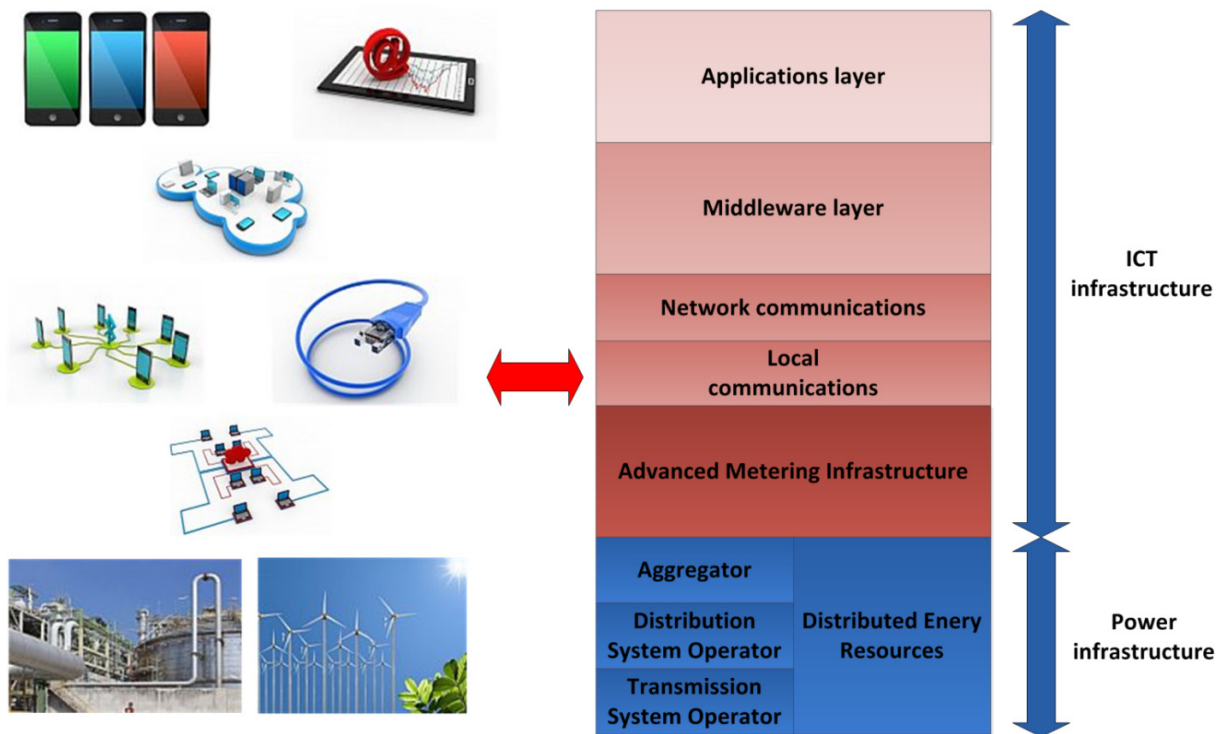 Applications layer
Middleware layer
Network communications
Local
communications
Advanced Metering Infrastructure
Aggregator
Distribution
System Operator
Transmission
System Operator
Distributed Enery
Resources
ICT
infrastructure
Power
infrastructure
@